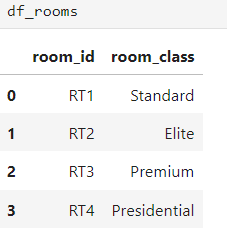 df_rooms
room_id room_class
0 RT1 Standard
1 RT2 Elite
2 RT3 Premium
3 RT4 Presidential